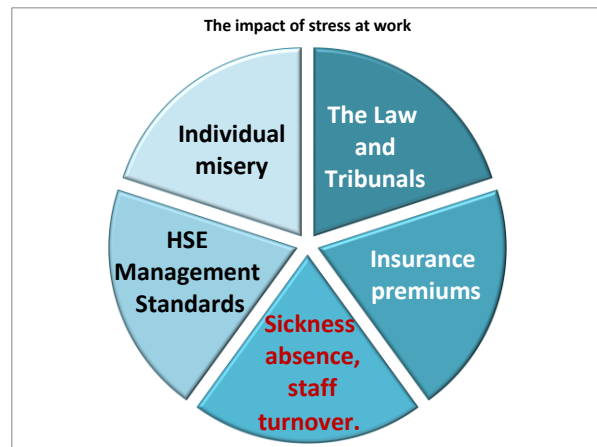 The impact of stress at work
Individual
misery
The Law
and
Tribunals
HSE
Management
Standards
Insurance
premiums
Sickness
absence,
staff
turnover.